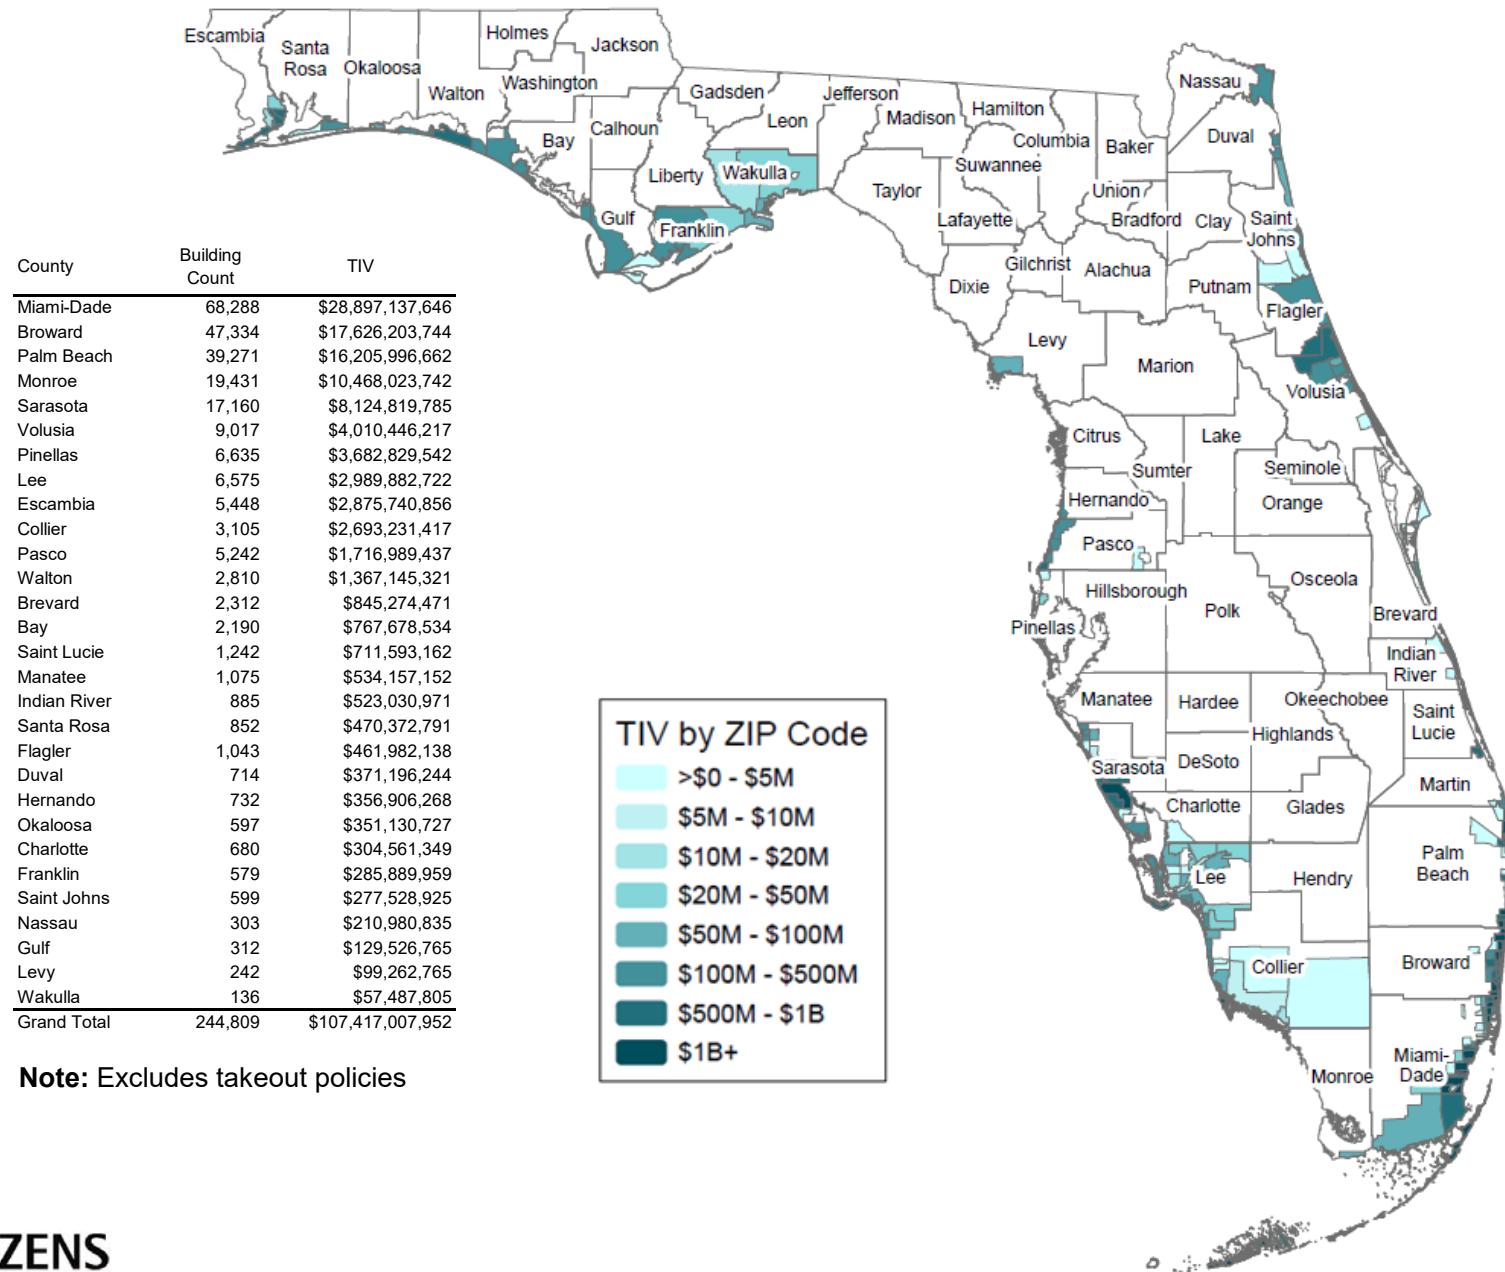 Escambia
Santa
Rosa
Okaloosa
Walton
Holmes
Washington
Jackson
Bay
Calhoun
Gulf
Liberty
Gadsden
Leon
Wakulla
Franklin
Jefferson
Madison
Taylor
Hamilton
Suwannee
Lafayette
Columbia
Dixie
Gilchrist
Baker
Union
Bradford
Alachua
Nassau
Duval
Clay
Saint
Johns
Putnam
Flagler
Levy
Marion
Volusia
Citrus
Sumter
Lake
Seminole
Hernando
Orange
Pasco
Hillsborough
Pinellas
Polk
Osceola
Brevard
Indian
River
Manatee
Hardee
Okeechobee
Highlands
Saint
Lucie
Sarasota
DeSoto
Martin
Charlotte
Glades
Lee
Hendry
Palm
Beach
Collier
Broward
Monroe
Miami-
Dade
County Building Count TIV
Miami-Dade 68,288 $28,897,137,646
Broward 47,334 $17,626,203,744
Palm Beach 39,271 $16,205,996,662
Monroe 19,431 $10,468,023,742
Sarasota 17,160 $8,124,819,785
Volusia 9,017 $4,010,446,217
Pinellas 6,635 $3,682,829,542
Lee 6,575 $2,989,882,722
Escambia 5,448 $2,875,740,856
Collier 3,105 $2,693,231,417
Pasco 5,242 $1,716,989,437
Walton 2,810 $1,367,145,321
Brevard 2,312 $845,274,471
Bay 2,190 $767,678,534
Saint Lucie 1,242 $711,593,162
Manatee 1,075 $534,157,152
Indian River 885 $523,030,971
Santa Rosa 852 $470,372,791
Flagler 1,043 $461,982,138
Duval 714 $371,196,244
Hernando 732 $356,906,268
Okaloosa 597 $351,130,727
Charlotte 680 $304,561,349
Franklin 579 $285,889,959
Saint Johns 599 $277,528,925
Nassau 303 $210,980,835
Gulf 312 $129,526,765
Levy 242 $99,262,765
Wakulla 136 $57,487,805
Grand Total 244,809 $107,417,007,952
Note: Excludes takeout policies
TIV by ZIP Code
>$0 - $5M
$5M - $10M
$10M - $20M
$20M - $50M
$50M - $100M
$100M - $500M
$500M - $1B
$1B+
ZENS